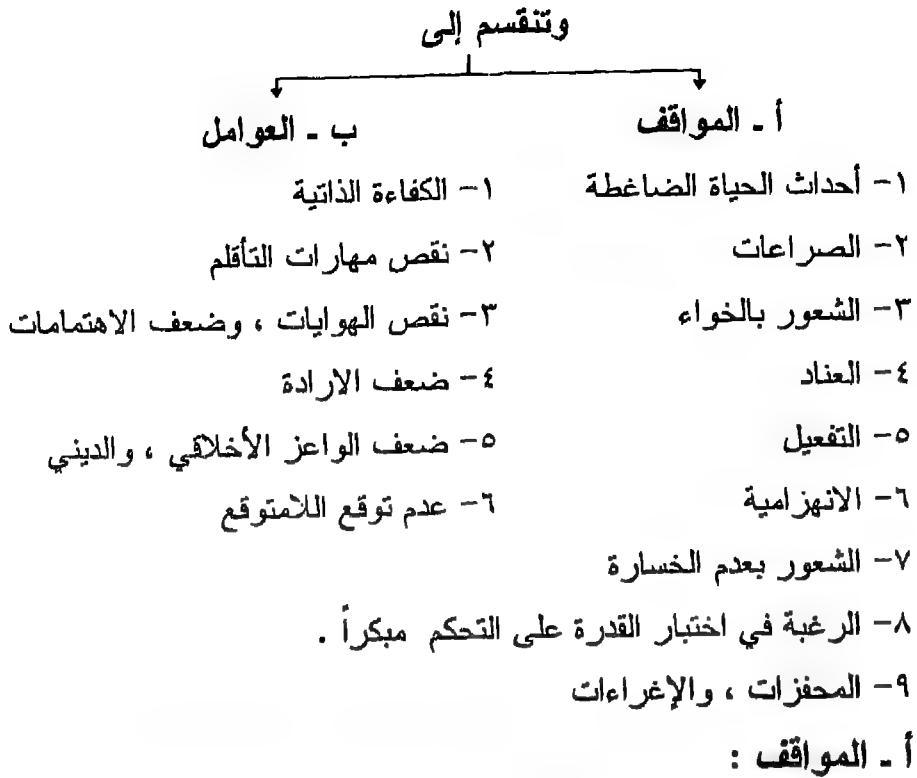 وتنقسم إلى
أ ـ المواقف
ب ـ العوامل
١- أحداث الحياة الضاغطة
١- الكفاءة الذاتية
٢- الصراعات
٢- نقص مهارات التأقلم
٣- الشعور بالخواء
٣- نقص الهوايات ، وضعف الاهتمامات
٤- العناد
٤- ضعف الارادة
٥- التفعيل
٥- ضعف الواعز الأخلاقي ، والديني
٦- الانهزامية
٦- عدم توقع اللامتوقع
٧- الشعور بعدم الخسارة
٨- الرغبة في اختبار القدرة على التحكم مبكراً .
٩- المحفزات ، والإغراءات
أ ـ المواقف :